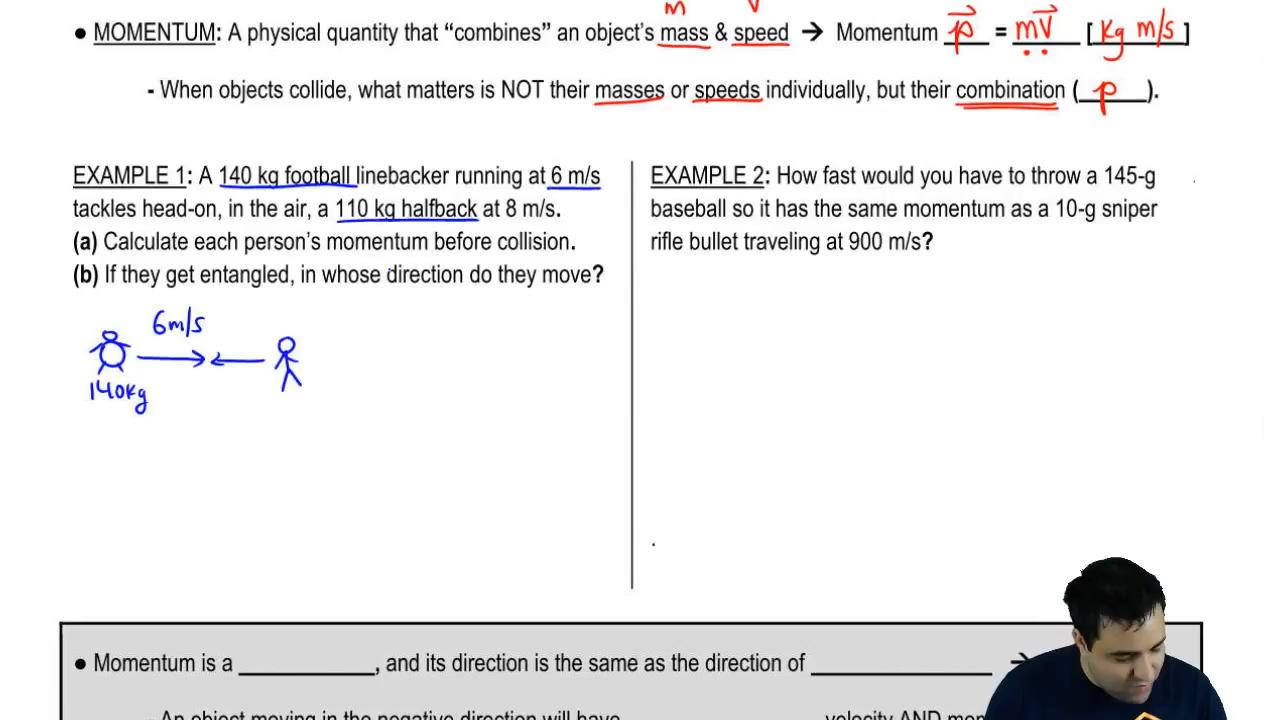 m v
● MOMENTUM: A physical quantity that “combines” an object’s mass & speed → Momentum p = mv [kg m/s]
- When objects collide, what matters is NOT their masses or speeds individually, but their combination (p).
EXAMPLE 1: A 140 kg football linebacker running at 6 m/s
tackles head-on, in the air, a 110 kg halfback at 8 m/s.
(a) Calculate each person’s momentum before collision.
(b) If they get entangled, in whose direction do they move?
6m/s
140kg
EXAMPLE 2: How fast would you have to throw a 145-g
baseball so it has the same momentum as a 10-g sniper
rifle bullet traveling at 900 m/s?
● Momentum is a ________, and its direction is the same as the direction of ________ →
- An object moving in the negative direction will have ________ velocity AND